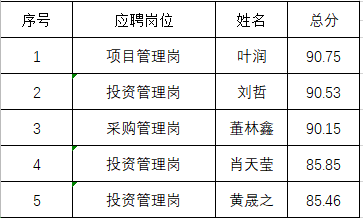 序号 应聘岗位 姓名 总分
1 项目管理岗 叶润 90.75
2 投资管理岗 刘哲 90.53
3 采购管理岗 董林鑫 90.15
4 投资管理岗 肖天莹 85.85
5 投资管理岗 黄晟之 85.46